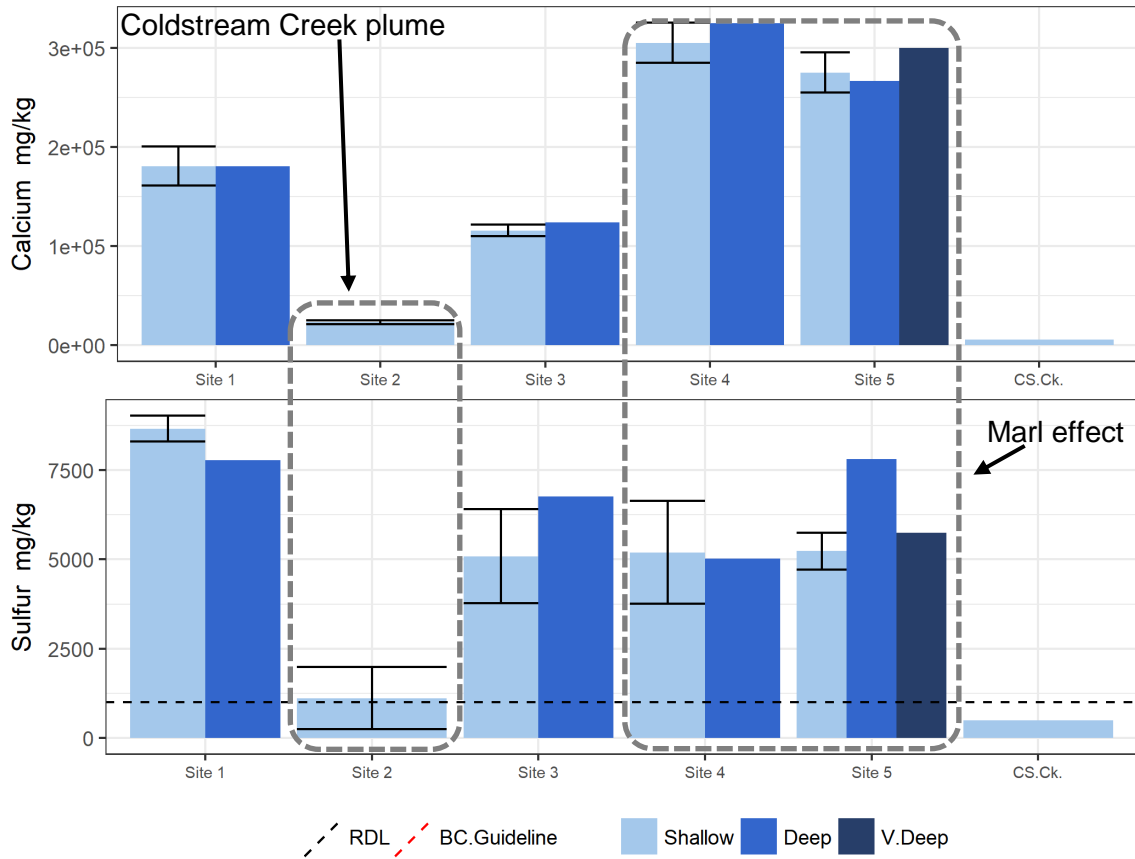 Coldstream Creek plume
Calcium mg/kg
3e+05
2e+05
1e+05
0e+00
Site 1 Site 2 Site 3 Site 4 Site 5 CS.Ck.
Marl effect
Sulfur mg/kg
7500
5000
2500
0
Site 1 Site 2 Site 3 Site 4 Site 5 CS.Ck.
RDL BC.Guideline Shallow Deep V.Deep